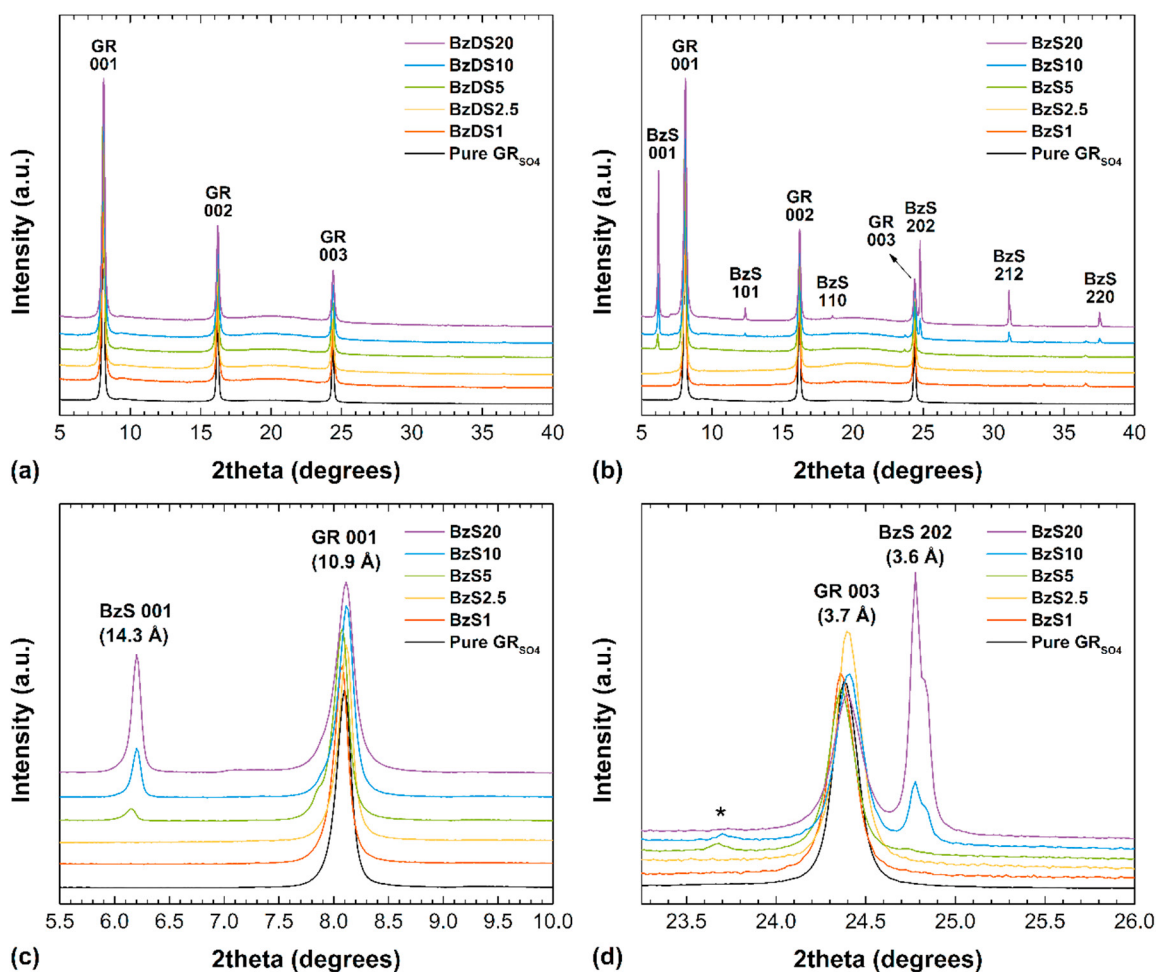 GR
001
GR
002
GR
003
BzDS20
BzDS10
BzDS5
BzDS2.5
BzDS1
Pure GRSO4
Intensity (a.u.)
5 10 15 20 25 30 35 40
2theta (degrees)
(a)
GR
001
BzS
001
BzS
101
GR
002
BzS
110
GR
003
BzS
202
BzS
212
BzS
220
BzS20
BzS10
BzS5
BzS2.5
BzS1
Pure GRSO4
Intensity (a.u.)
5 10 15 20 25 30 35 40
2theta (degrees)
(b)
BzS 001
(14.3 Å)
GR 001
(10.9 Å)
BzS20
BzS10
BzS5
BzS2.5
BzS1
Pure GRSO4
Intensity (a.u.)
5.5 6.0 6.5 7.0 7.5 8.0 8.5 9.0 9.5 10.0
2theta (degrees)
(c)
*
GR 003
(3.7 Å)
BzS 202
(3.6 Å)
BzS20
BzS10
BzS5
BzS2.5
BzS1
Pure GRSO4
Intensity (a.u.)
23.5 24.0 24.5 25.0 25.5 26.0
2theta (degrees)
(d)